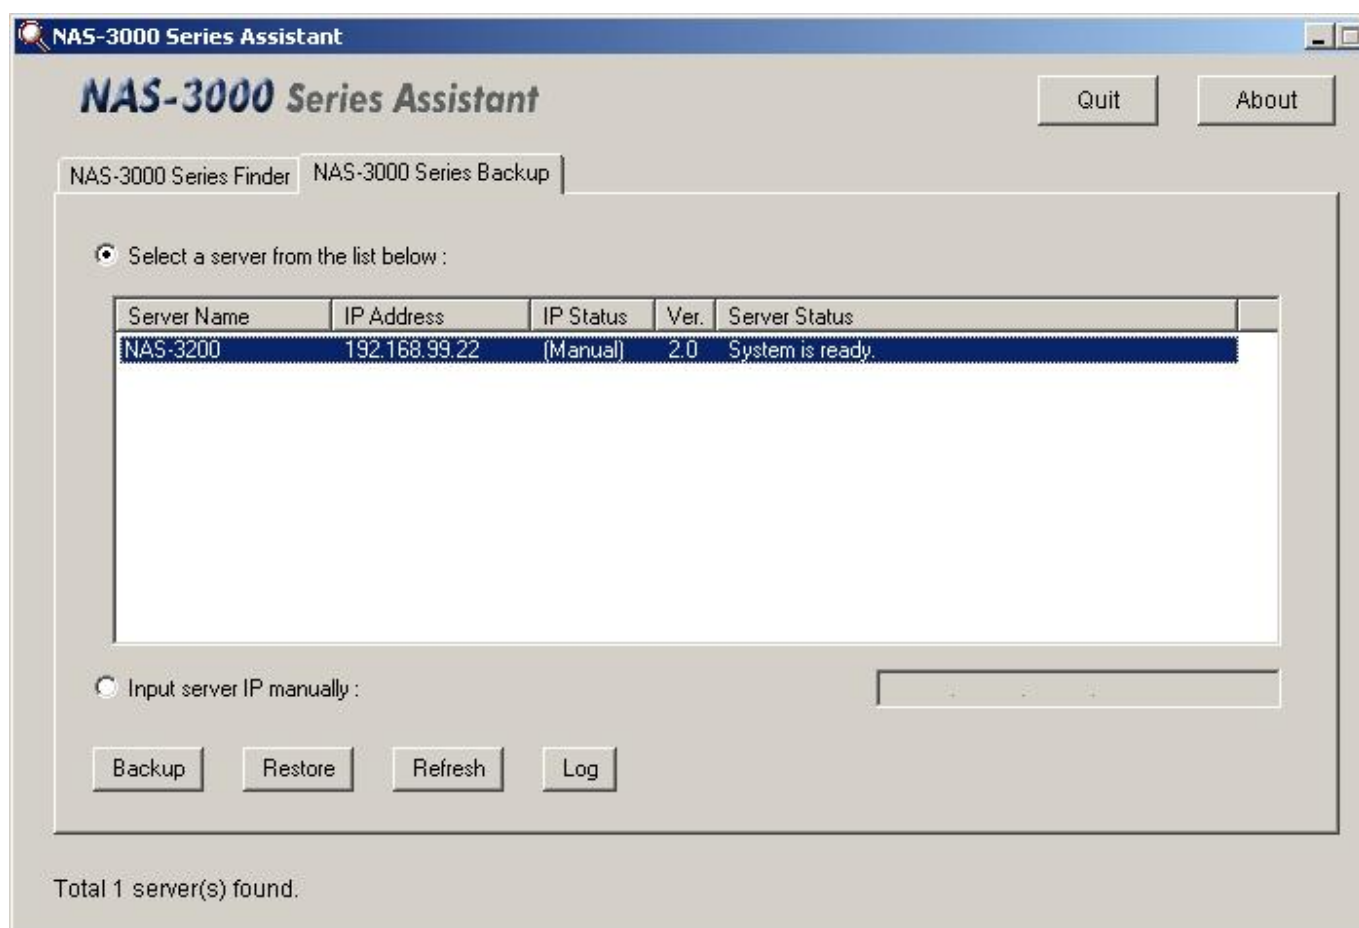 NAS-3000 Series Assistant
NAS-3000 Series Assistant
Quit About
NAS-3000 Series Finder NAS-3000 Series Backup
Select a server from the list below :
Server Name IP Address IP Status Ver. Server Status
NAS-3200 192.168.99.22 (Manual) 2.0 System is ready.
Input server IP manually : . . .
Backup Restore Refresh Log
Total 1 server(s) found.